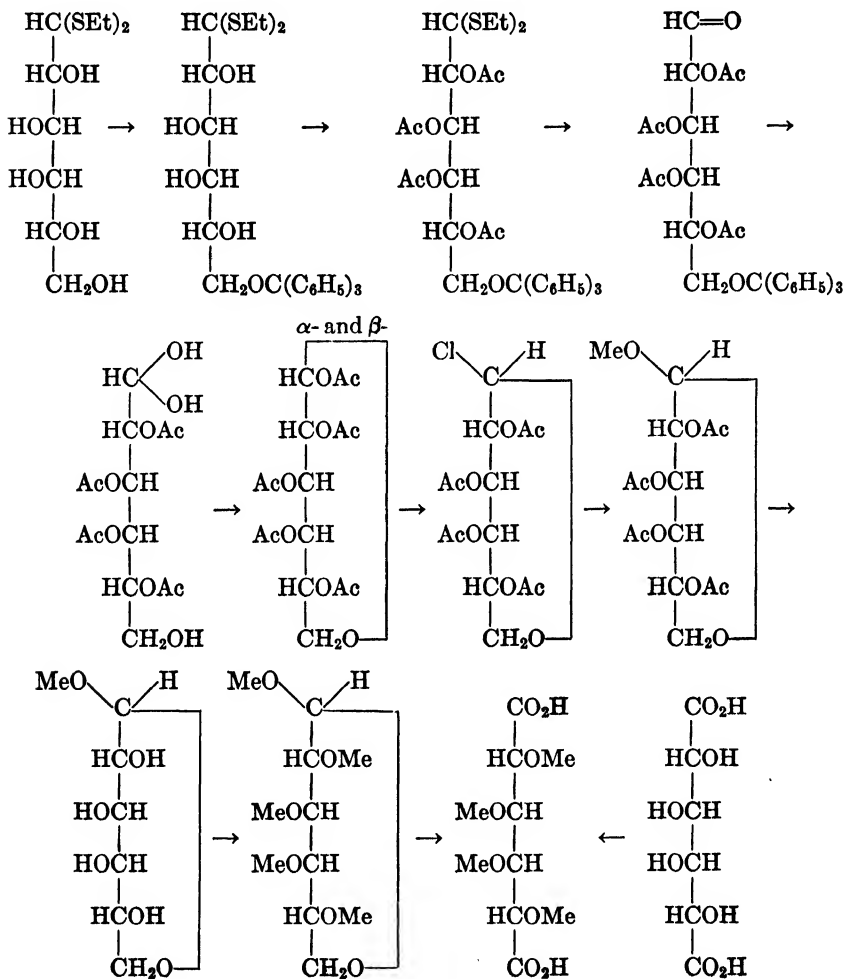 HC(SEt)₂ HC(SEt)₂ HC(SEt)₂ HC=O
HCOH HCOH HCOAc HCOAc
HOCH → HOCH → AcOCH → AcOCH →
HOCH HOCH AcOCH AcOCH
HCOH HCOH HCOAc HCOAc
CH₂OH CH₂OC(C₆H₅)₃ CH₂OC(C₆H₅)₃ CH₂OC(C₆H₅)₃
α- and β-
OH Cl H MeO H
HC HCOAc C C
OH
HCOAc HCOAc HCOAc HCOAc
AcOCH AcOCH AcOCH AcOCH
→ → → →
AcOCH AcOCH AcOCH AcOCH
HCOAc HCOAc HCOAc HCOAc
CH₂OH CH₂O CH₂O CH₂O
MeO H MeO H
C C CO₂H CO₂H
HCOH HCOMe HCOMe HCOH
HOCH MeOCH MeOCH HOCH
→ → ←
HOCH MeOCH MeOCH HOCH
HCOH HCOMe HCOMe HCOH
CH₂O CH₂O CO₂H CO₂H